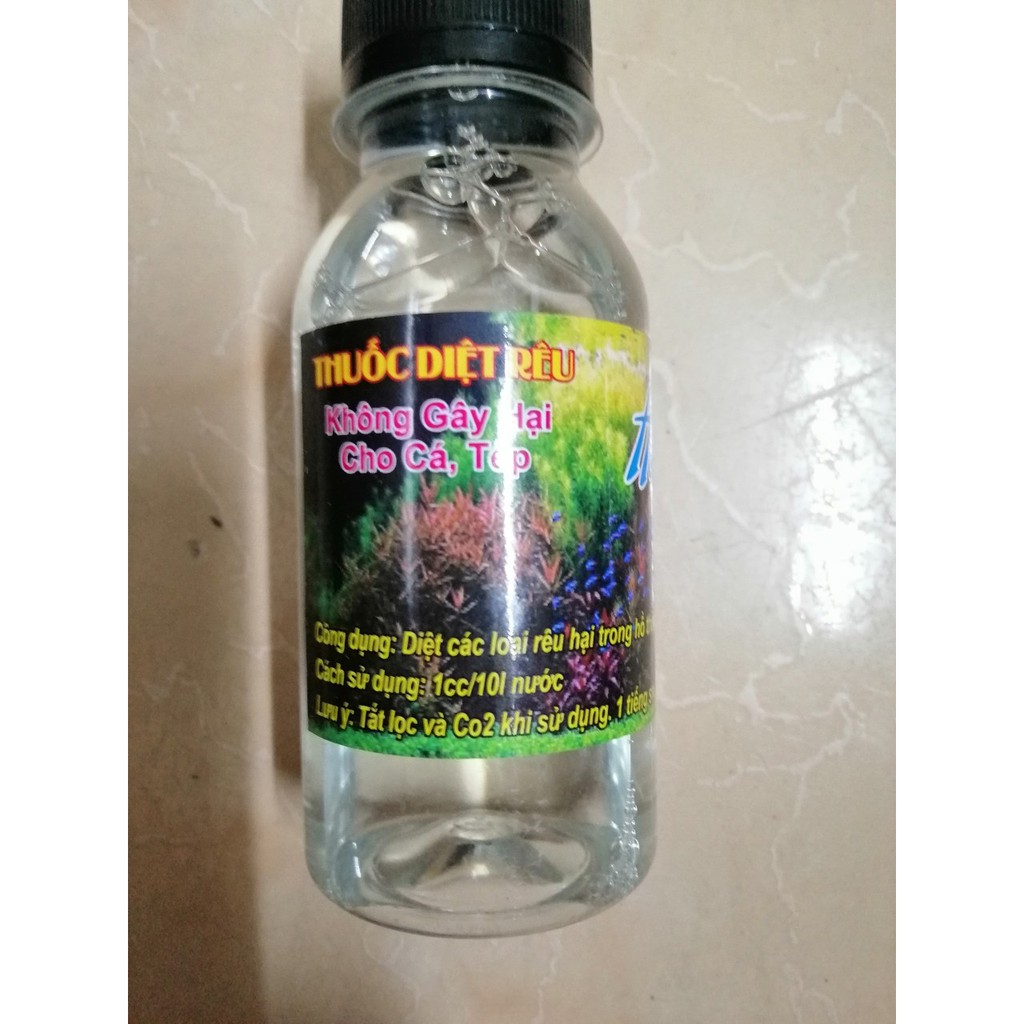 THUỐC DIỆT RÊU
Không Gây Hại
Cho Cá, Tép
Công dụng: Diệt các loại rêu hại trong hồ
Cách sử dụng: 1cc/10l nước
Lưu ý: Tắt lọc và Co2 khi sử dụng. 1 tiếng